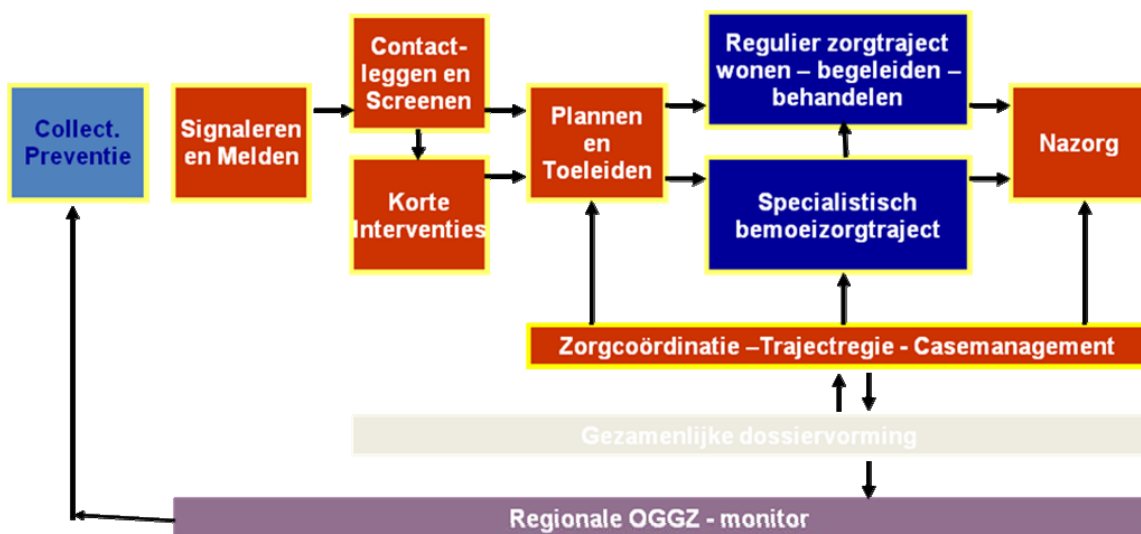 Collect.
Preventie
Signaleren
en Melden
Contact-
leggen en
Screenen
Korte
Interventies
Plannen
en
Toeleiden
Regulier zorgtraject
wonen – begeleiden –
behandelen
Specialistisch
bemoeizorgtraject
Nazorg
Zorgcoördinatie –Trajectregie - Casemanagement
Gezamenlijke dossiervorming
Regionale OGGZ - monitor